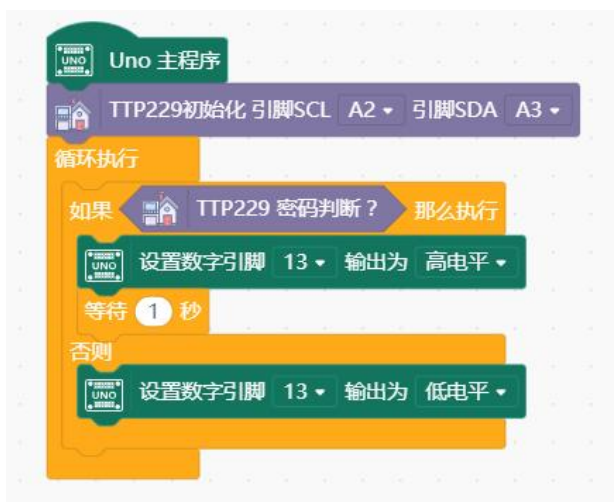 UNO Uno 主程序
TTP229初始化 引脚SCL A2 引脚SDA A3
循环执行
如果 TTP229 密码判断？ 那么执行
UNO 设置数字引脚 13 输出为 高电平
等待 1 秒
否则
UNO 设置数字引脚 13 输出为 低电平